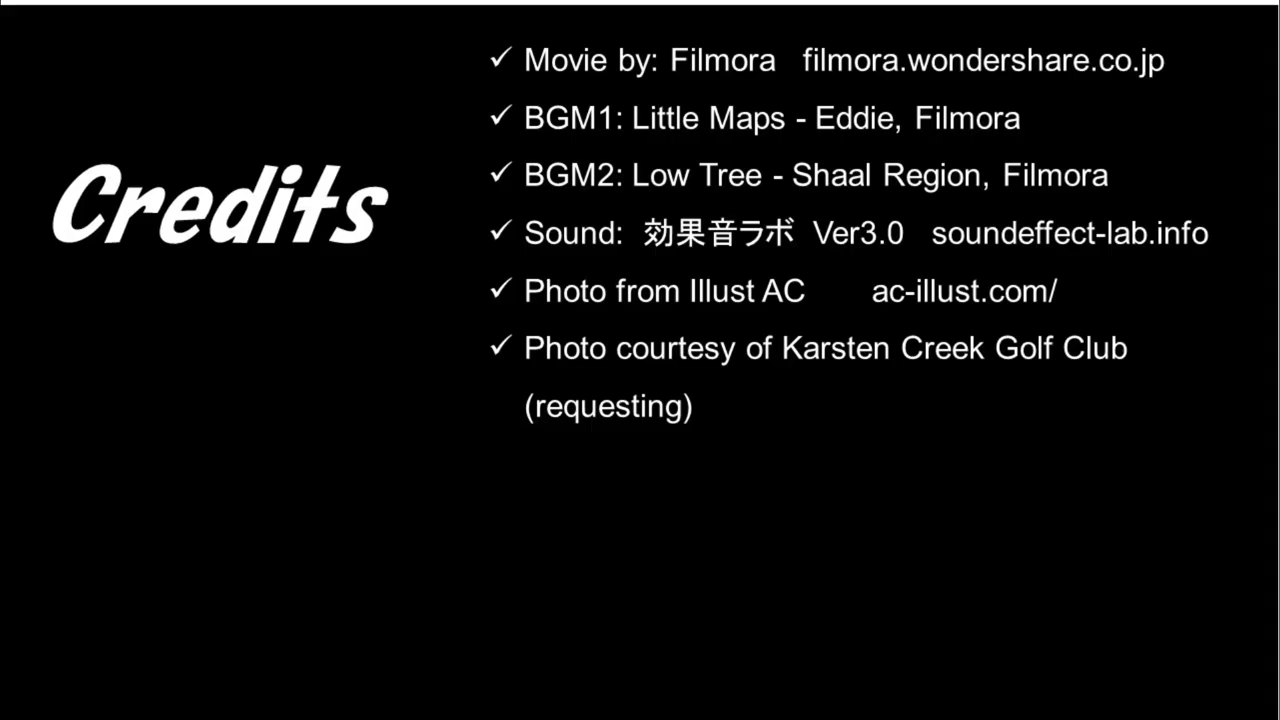 Credits
✓ Movie by: Filmora filmora.wondershare.co.jp
✓ BGM1: Little Maps - Eddie, Filmora
✓ BGM2: Low Tree - Shaal Region, Filmora
✓ Sound: 効果音ラボ Ver3.0 soundeffect-lab.info
✓ Photo from Illust AC ac-illust.com/
✓ Photo courtesy of Karsten Creek Golf Club
(requesting)